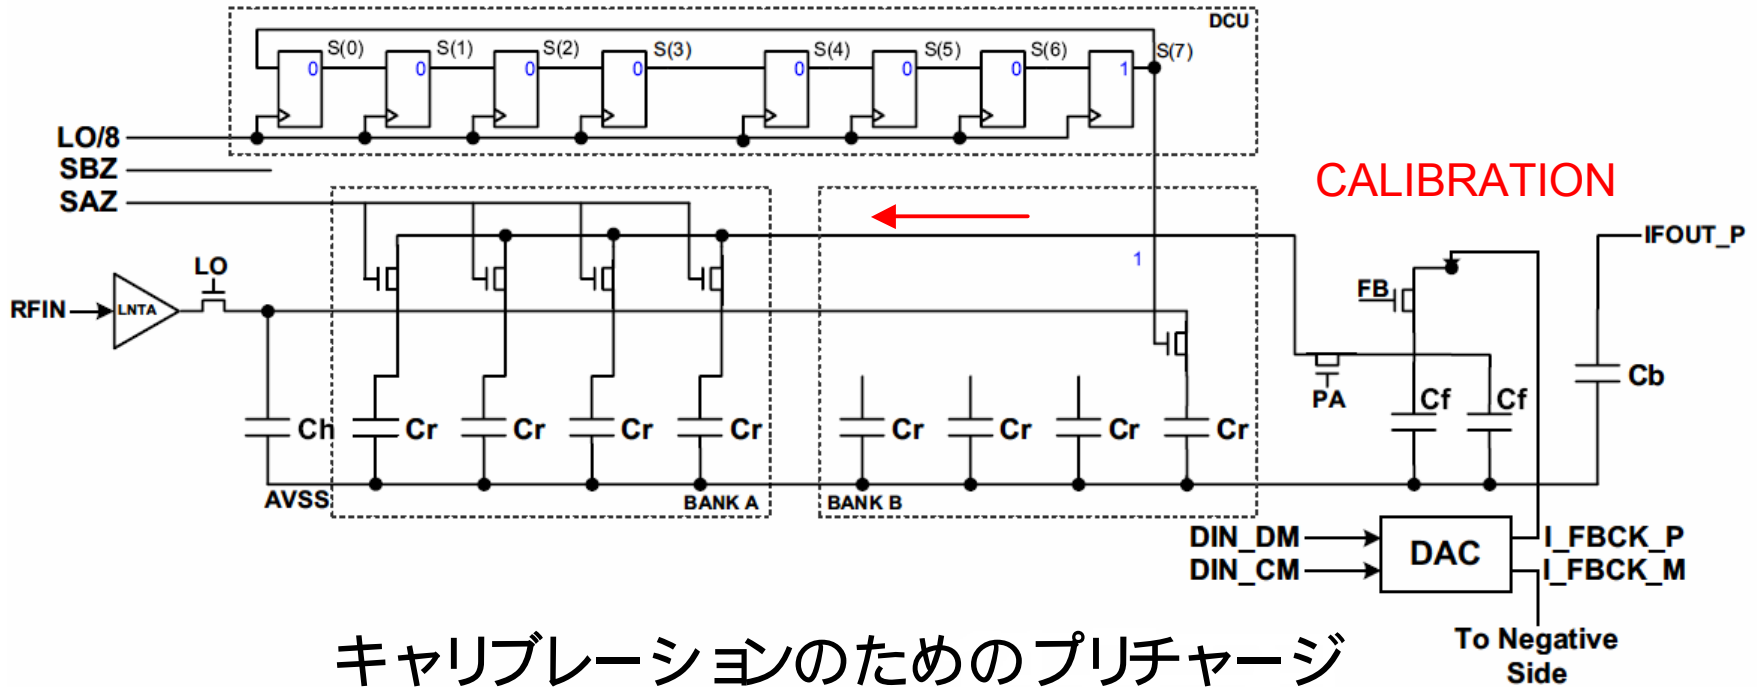 DCU
S(0) S(1) S(2) S(3) S(4) S(5) S(6) S(7)
0 0 0 0 0 0 0 1
LO/8
SBZ
SAZ
CALIBRATION
IFOUT_P
1
LO
FB
RFIN
LNTA
PA
Ch Cr Cr Cr Cr Cr Cr Cr Cr Cf Cf Cb
AVSS
BANK A
BANK B
DIN_DM
DIN_CM
DAC
I_FBCK_P
I_FBCK_M
To Negative
Side
キャリブレーションのためのプリチャージ